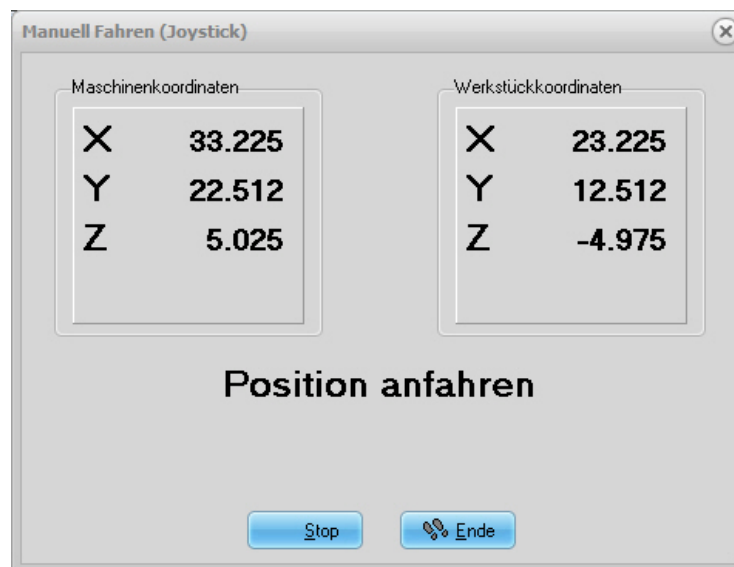 Manuell Fahren (Joystick)
Maschinenkoordinaten
X 33.225
Y 22.512
Z 5.025
Werkstückkoordinaten
X 23.225
Y 12.512
Z -4.975
Position anfahren
Stop
Ende